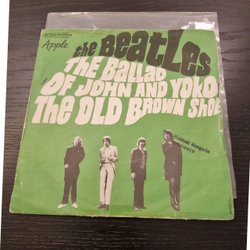 Apple
the BeaTLes
THE BaLLaD
OF JOHN AND YOKO
THE OLD BROWN SHOE